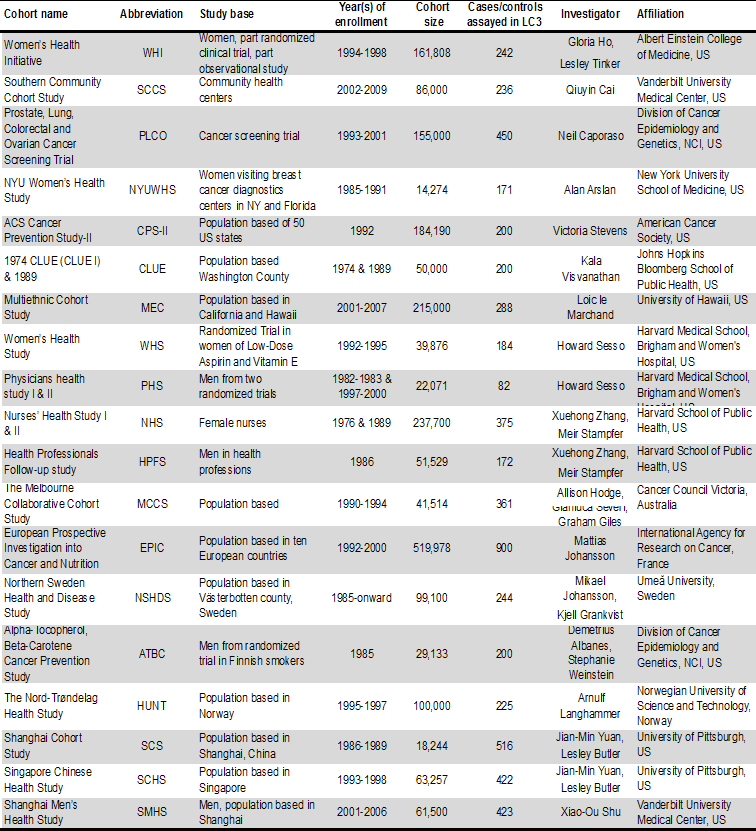 Cohort name
Abbreviation
Study base
Year(s) of
enrollment
Cohort
size
Cases/controls
assayed in LC3
Investigator
Affiliation
Women's Health
Initiative
WHI
Women, part randomized
clinical trial, part
observational study
1994-1998
161,808
242
Gloria Ho,
Lesley Tinker
Albert Einstein College
of Medicine, US
Southern Community
Cohort Study
SCCS
Community health
centers
2002-2009
86,000
236
Qiuyin Cai
Vanderbilt University
Medical Center, US
Prostate, Lung,
Colorectal and
Ovarian Cancer
Screening Trial
PLCO
Cancer screening trial
1993-2001
155,000
450
Neil Caporaso
Division of Cancer
Epidemiology and
Genetics, NCI, US
NYU Women's Health
Study
NYUWHS
Women visiting breast
cancer diagnostics
centers in NY and Florida
1985-1991
14,274
171
Alan Arslan
New York University
School of Medicine, US
ACS Cancer
Prevention Study-II
CPS-II
Population based of 50
US states
1992
184,190
200
Victoria Stevens
American Cancer
Society, US
1974 CLUE (CLUE I)
& 1989
CLUE
Population based
Washington County
1974 & 1989
50,000
200
Kala
Visvanathan
Johns Hopkins
Bloomberg School of
Public Health, US
Multiethnic Cohort
Study
MEC
Population based in
California and Hawaii
2001-2007
215,000
288
Loic le
Marchand
University of Hawaii, US
Women's Health
Study
WHS
Randomized Trial in
women of Low-Dose
Aspirin and Vitamin E
1992-1995
39,876
184
Howard Sesso
Harvard Medical School,
Brigham and Women's
Hospital, US
Physicians health
study I & II
PHS
Men from two
randomized trials
1982-1983 &
1997-2000
22,071
82
Howard Sesso
Harvard Medical School,
Brigham and Women's
Hospital, US
Nurses' Health Study I
& II
NHS
Female nurses
1976 & 1989
237,700
375
Xuehong Zhang,
Meir Stampfer
Harvard School of Public
Health, US
Health Professionals
Follow-up study
HPFS
Men in health
professions
1986
51,529
172
Xuehong Zhang,
Meir Stampfer
Harvard School of Public
Health, US
The Melbourne
Collaborative Cohort
Study
MCCS
Population based
1990-1994
41,514
361
Allison Hodge,
Gianluca Severi,
Graham Giles
Cancer Council Victoria,
Australia
European Prospective
Investigation into
Cancer and Nutrition
EPIC
Population based in ten
European countries
1992-2000
519,978
900
Mattias
Johansson
International Agency for
Research on Cancer,
France
Northern Sweden
Health and Disease
Study
NSHDS
Population based in
Västerbotten county,
Sweden
1985-onward
99,100
244
Mikael
Johansson,
Kjell Grankvist
Umeå University,
Sweden
Alpha-Tocopherol,
Beta-Carotene
Cancer Prevention
Study
ATBC
Men from randomized
trial in Finnish smokers
1985
29,133
200
Demetrius
Albanes,
Stephanie
Weinstein
Division of Cancer
Epidemiology and
Genetics, NCI, US
The Nord-Trøndelag
Health Study
HUNT
Population based in
Norway
1995-1997
100,000
225
Arnulf
Langhammer
Norwegian University of
Science and Technology,
Norway
Shanghai Cohort
Study
SCS
Population based in
Shanghai, China
1986-1989
18,244
516
Jian-Min Yuan,
Lesley Butler
University of Pittsburgh,
US
Singapore Chinese
Health Study
SCHS
Population based in
Singapore
1993-1998
63,257
422
Jian-Min Yuan,
Lesley Butler
University of Pittsburgh,
US
Shanghai Men's
Health Study
SMHS
Men, population based in
Shanghai
2001-2006
61,500
423
Xiao-Ou Shu
Vanderbilt University
Medical Center, US